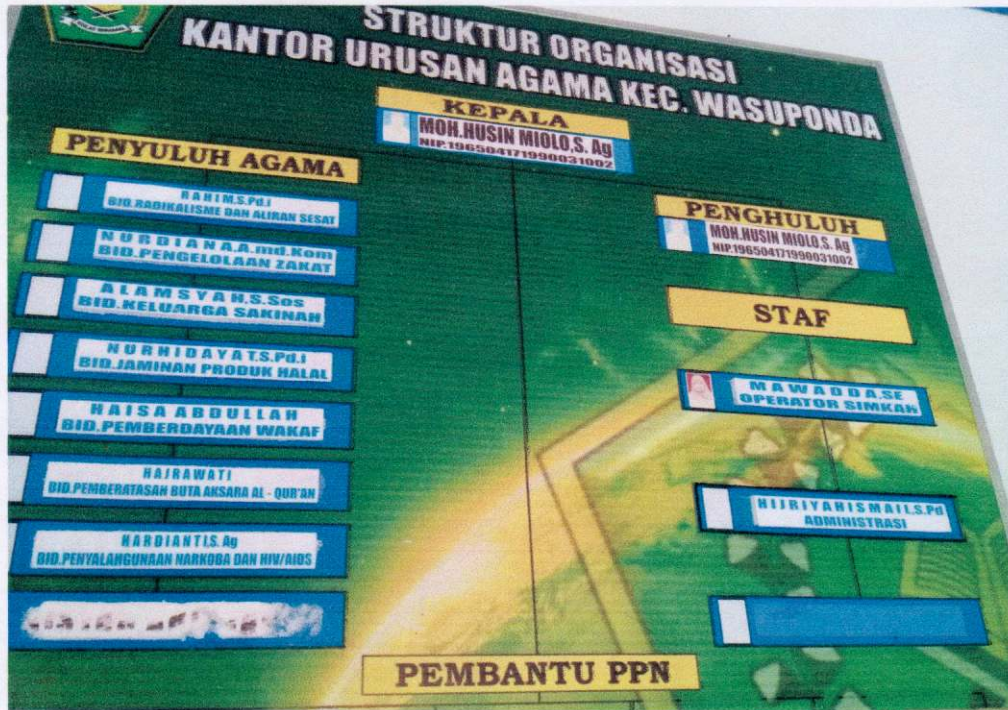 STRUKTUR ORGANISASI
KANTOR URUSAN AGAMA KEC. WASUPONDA
KEPALA
MOH.HUSIN MIOLO,S. Ag
NIP.196504171990031002
PENYULUH AGAMA
RAHIM.S.Pd.i
BID.RADIKALISME DAN ALIRAN SESAT
NURDIANA.A.md.Kom
BID.PENGELOLAAN ZAKAT
ALAMSYAH.S.Sos
BID.KELUARGA SAKINAH
NURHIDAYAT.S.Pd.i
BID.JAMINAN PRODUK HALAL
HAISA ABDULLAH
BID.PEMBERDAYAAN WAKAF
HAJRAWATI
BID.PEMBERATASAN BUTA AKSARA AL - QUR'AN
HARDIANTI,S. Ag
BID.PENYALAHGUNAAN NARKOBA DAN HIV/AIDS
PENGHULUH
MOH.HUSIN MIOLO,S. Ag
NIP.196504171990031002
STAF
MAWADDA.SE
OPERATOR SIMKAH
HIJRIYAHISMAIL.S.Pd
ADMINISTRASI
PEMBANTU PPN